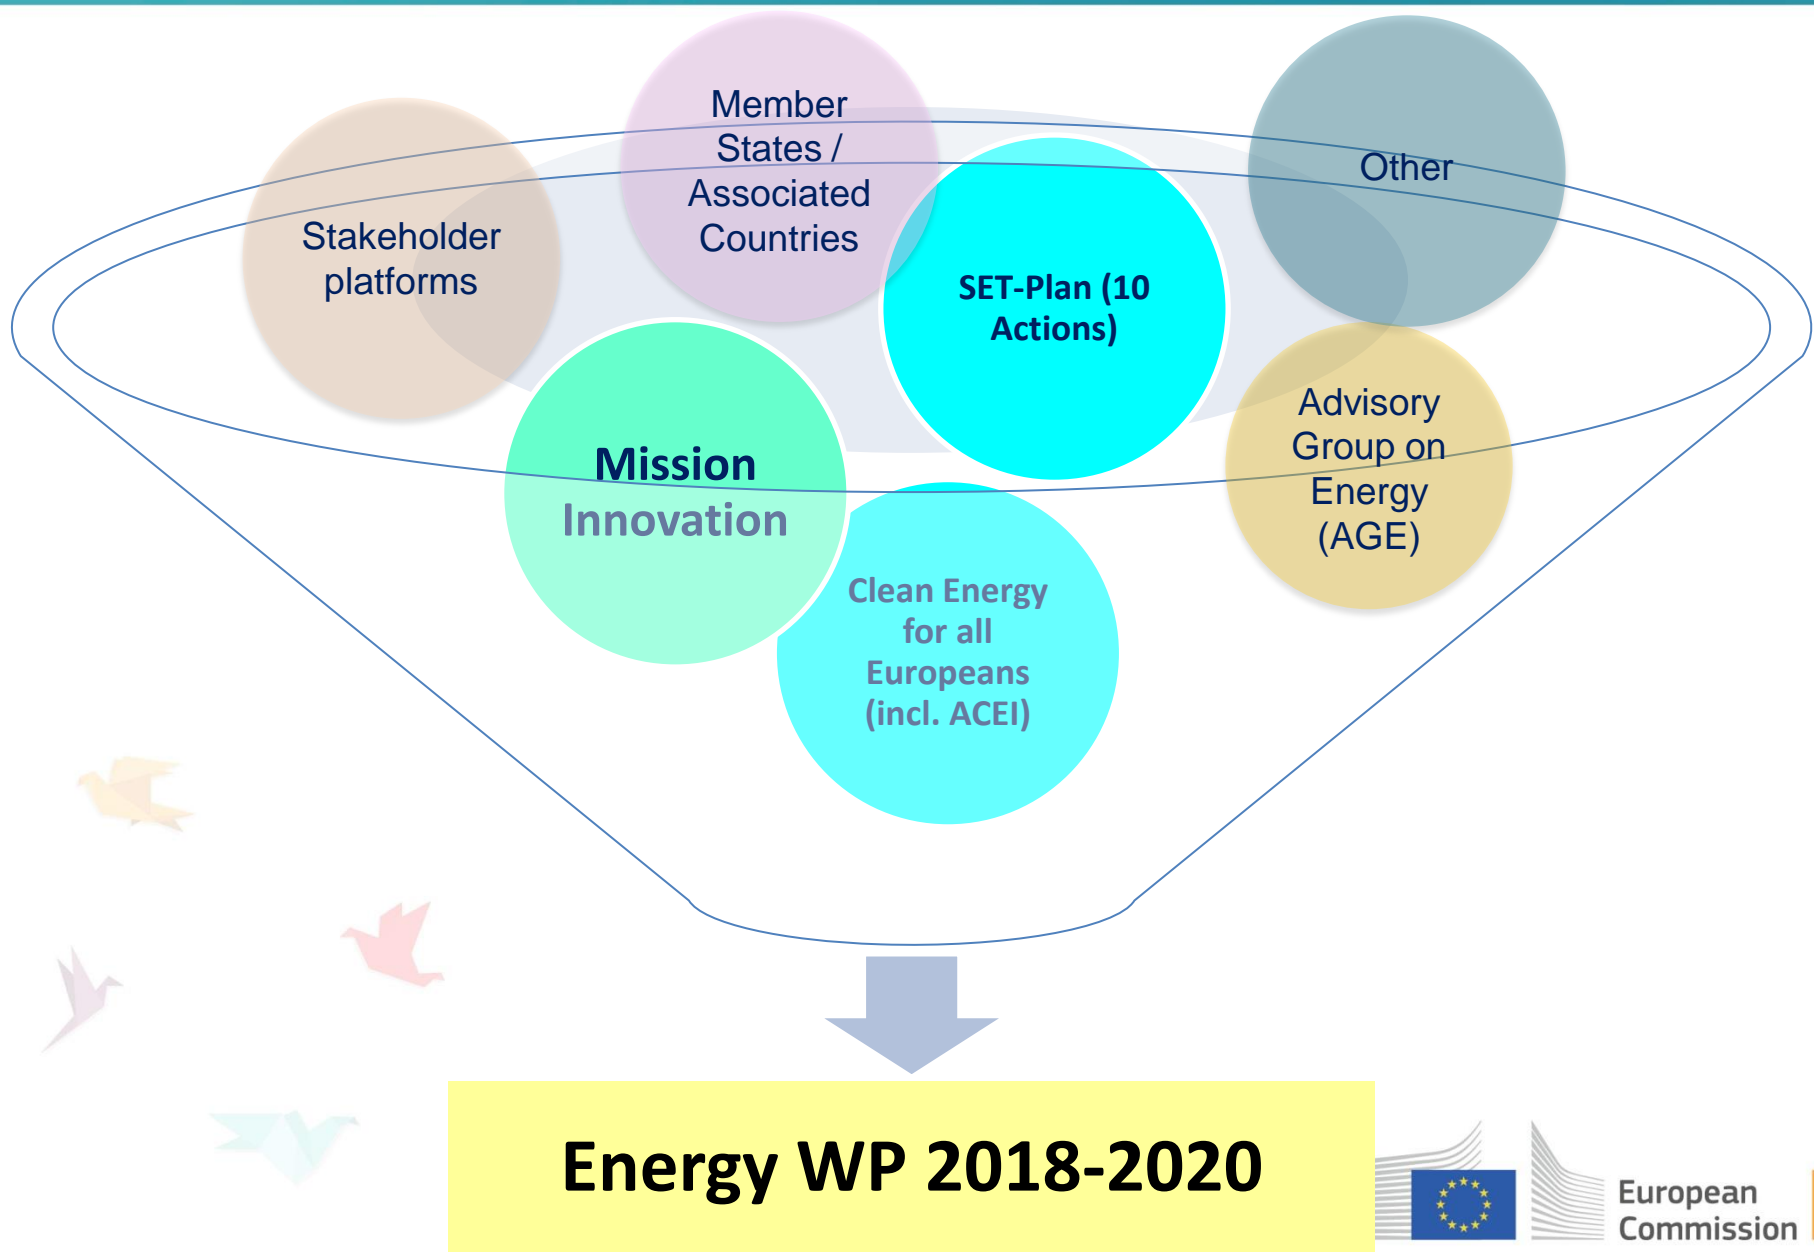 Member
States /
Associated
Countries
Other
Stakeholder
platforms
SET-Plan (10
Actions)
Advisory
Group on
Energy
(AGE)
Mission
Innovation
Clean Energy
for all
Europeans
(incl. ACEI)
Energy WP 2018-2020
European
Commission